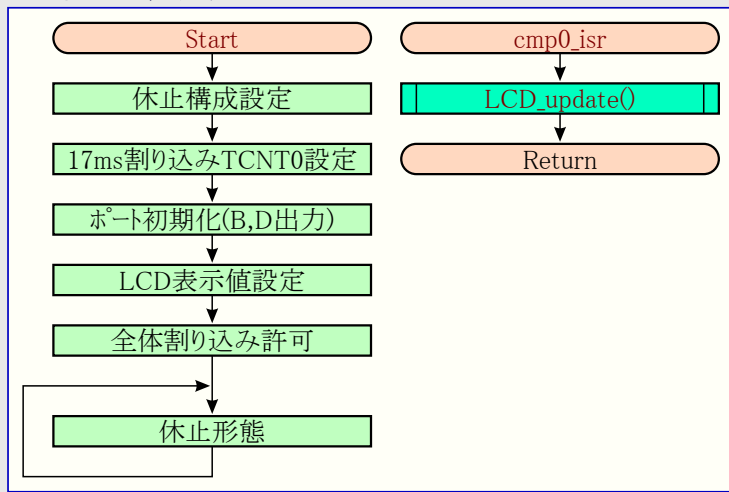 Start
休止構成設定
17ms割り込みTCNT0設定
ﾎﾟｰﾄ初期化(B,D出力)
LCD表示値設定
全体割り込み許可
休止形態
cmp0_isr
LCD_update()
Return